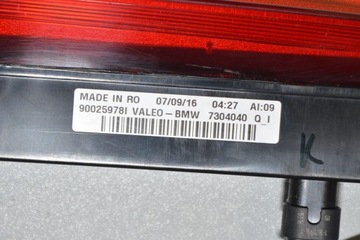 MADE IN RO 07/09/16 04:27 AI:09
90025978I VALEO-BMW 7304040 Q_I
K